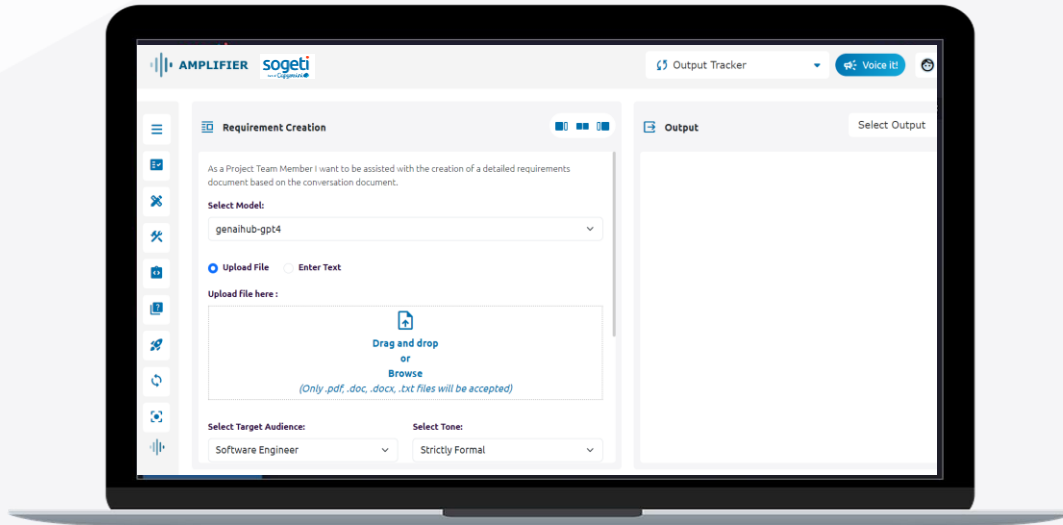 AMPLIFIER
sogeti
Part of Capgemini
Output Tracker
Voice it!
Requirement Creation
As a Project Team Member I want to be assisted with the creation of a detailed requirements
document based on the conversation document.
Select Model:
genaihub-gpt4
Upload File
Enter Text
Upload file here :
Drag and drop
or
Browse
(Only .pdf, .doc, .docx, .txt files will be accepted)
Select Target Audience:
Select Tone:
Software Engineer
Strictly Formal
Output
Select Output